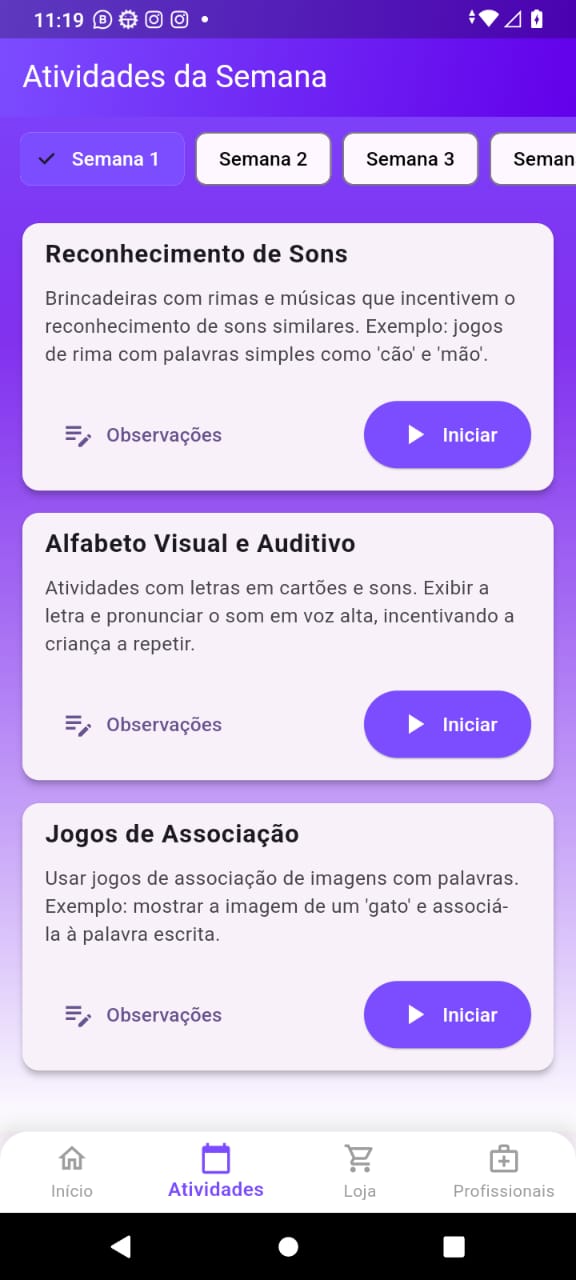 11:19
Atividades da Semana
Semana 1
Semana 2
Semana 3
Seman
Reconhecimento de Sons
Brincadeiras com rimas e músicas que incentivem o
reconhecimento de sons similares. Exemplo: jogos
de rima com palavras simples como 'cão' e 'mão'.
Observações
Iniciar
Alfabeto Visual e Auditivo
Atividades com letras em cartões e sons. Exibir a
letra e pronunciar o som em voz alta, incentivando a
criança a repetir.
Observações
Iniciar
Jogos de Associação
Usar jogos de associação de imagens com palavras.
Exemplo: mostrar a imagem de um 'gato' e associá-
la à palavra escrita.
Observações
Iniciar
Início
Atividades
Loja
Profissionais